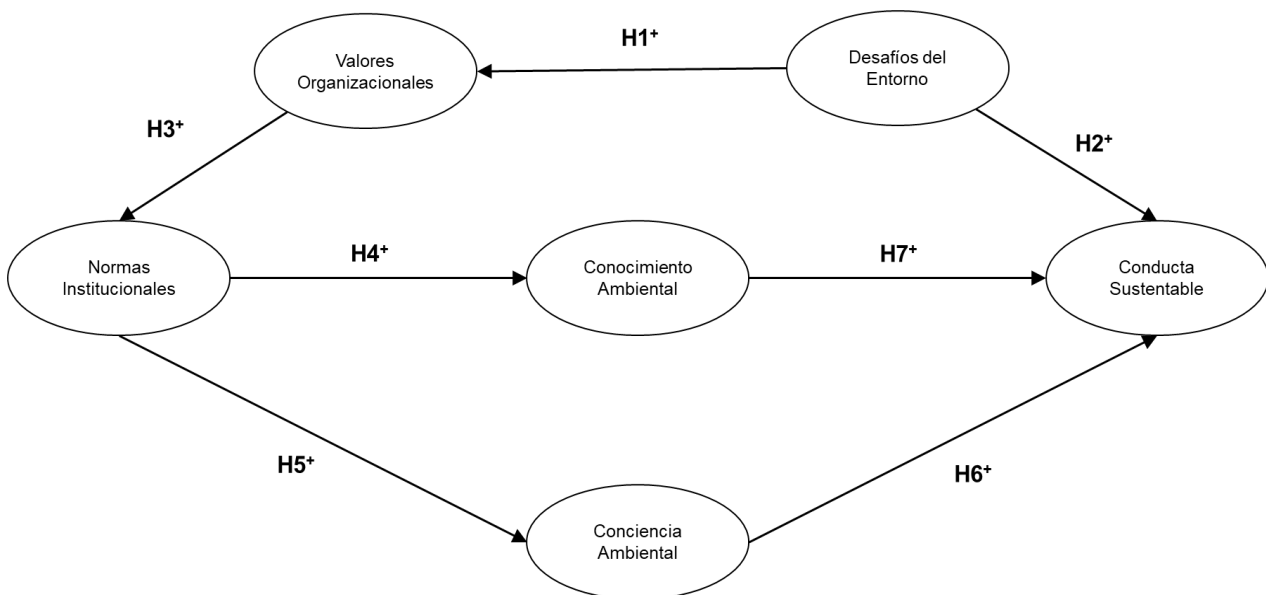 H1+
Valores
Organizacionales
Desafíos del
Entorno
H3+
H2+
Normas
Institucionales
H4+
Conocimiento
Ambiental
H7+
Conducta
Sustentable
H5+
H6+
Conciencia
Ambiental